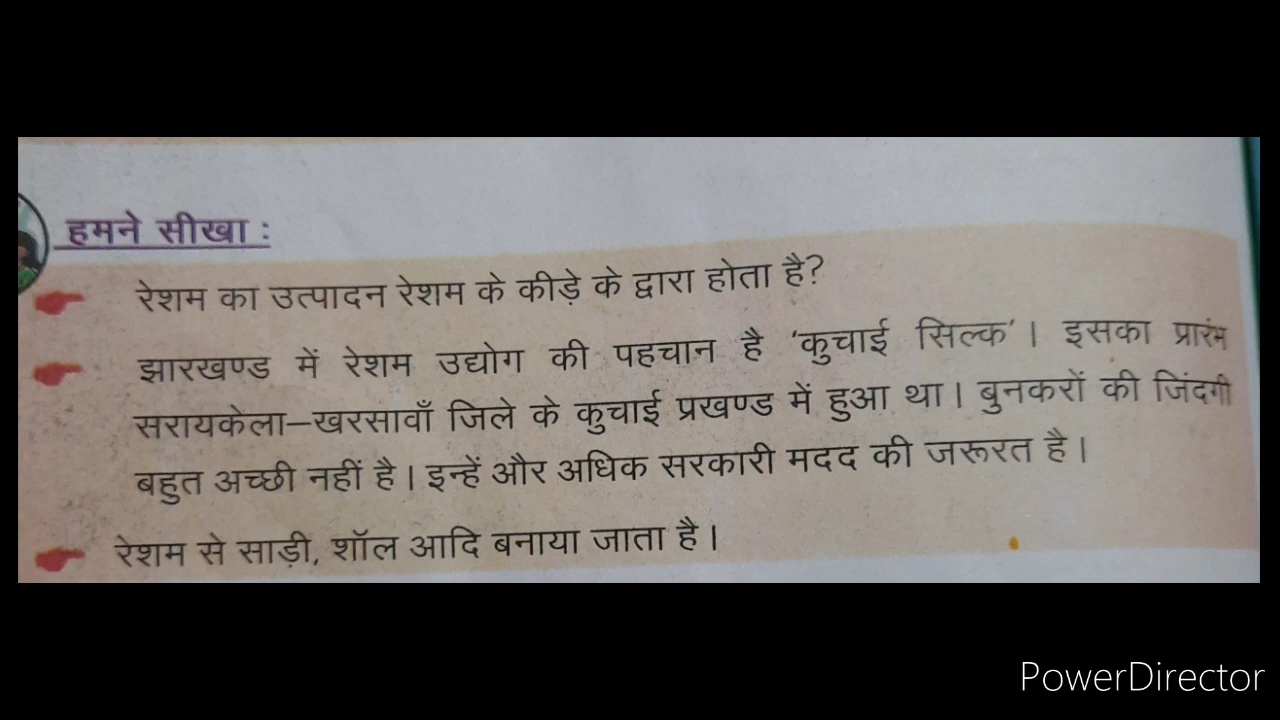 हमने सीखा :
रेशम का उत्पादन रेशम के कीड़े के द्वारा होता है?
झारखण्ड में रेशम उद्योग की पहचान है 'कुचाई सिल्क'। इसका प्रारंभ
सरायकेला–खरसावाँ जिले के कुचाई प्रखण्ड में हुआ था। बुनकरों की जिंदगी
बहुत अच्छी नहीं है। इन्हें और अधिक सरकारी मदद की जरूरत है।
रेशम से साड़ी, शॉल आदि बनाया जाता है।
PowerDirector